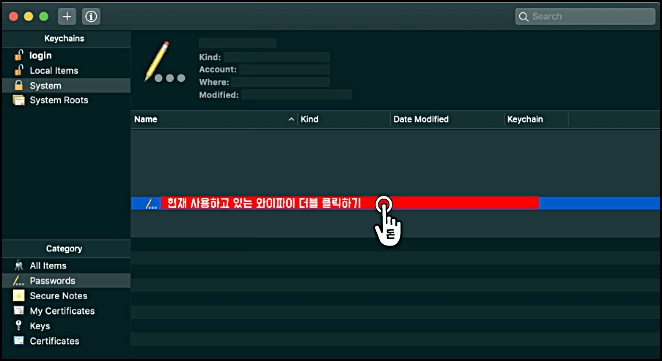 Search
Keychains
login
Local Items
System
System Roots
Kind:
Account:
Where:
Modified:
Name Kind Date Modified Keychain
현재 사용하고 있는 와이파이 더블 클릭하기
돈
Category
All Items
Passwords
Secure Notes
My Certificates
Keys
Certificates